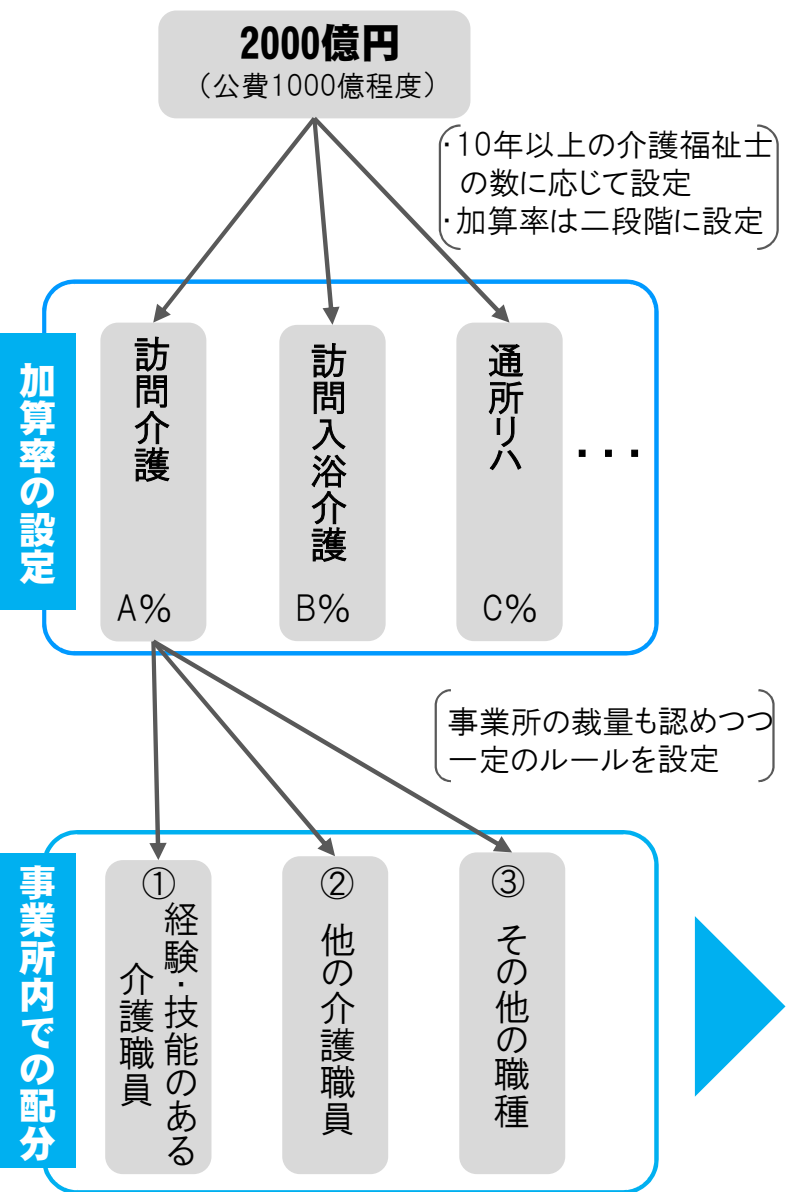 2000億円
(公費1000億程度)
・10年以上の介護福祉士
の数に応じて設定
・加算率は二段階に設定
加算率の設定
訪問介護
A%
訪問入浴介護
B%
通所リハ
C%
・・・
事業所の裁量も認めつつ
一定のルールを設定
事業所内での配分
①
経験・技能のある
介護職員
②
他の介護職員
③
その他の職種